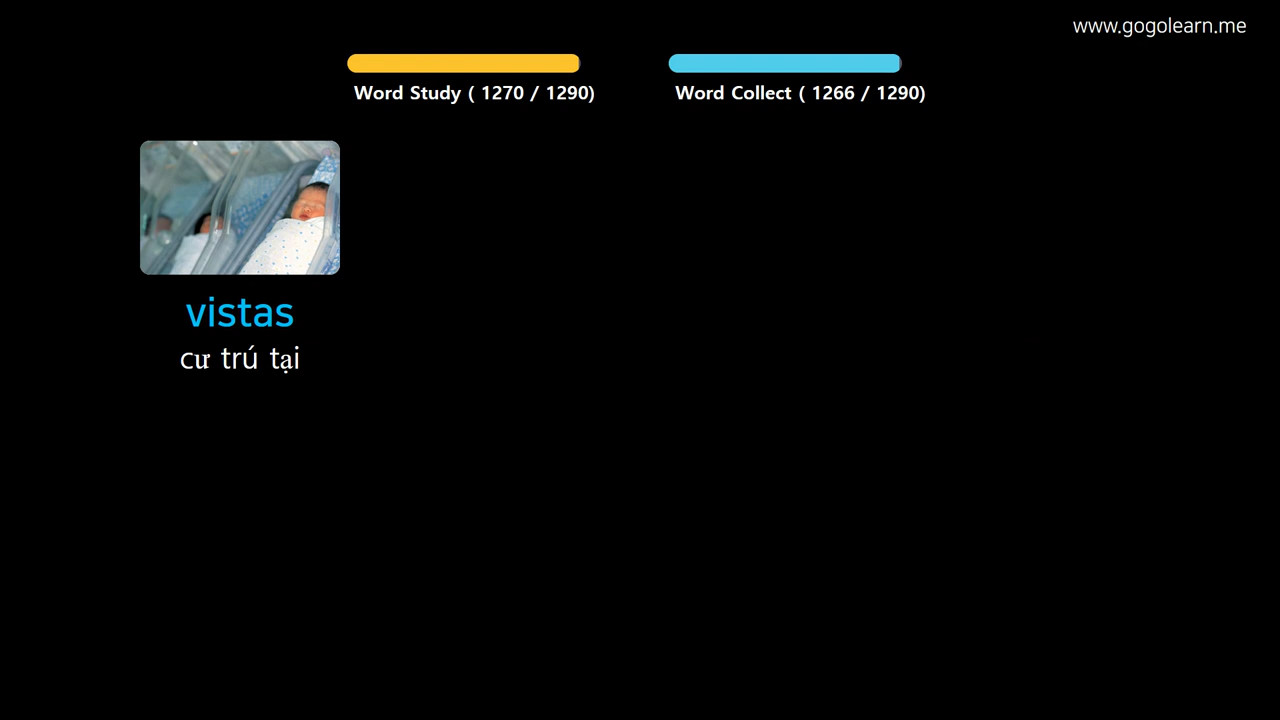 www.gogolearn.me
Word Study ( 1270 / 1290)
Word Collect ( 1266 / 1290)
vistas
cư trú tại